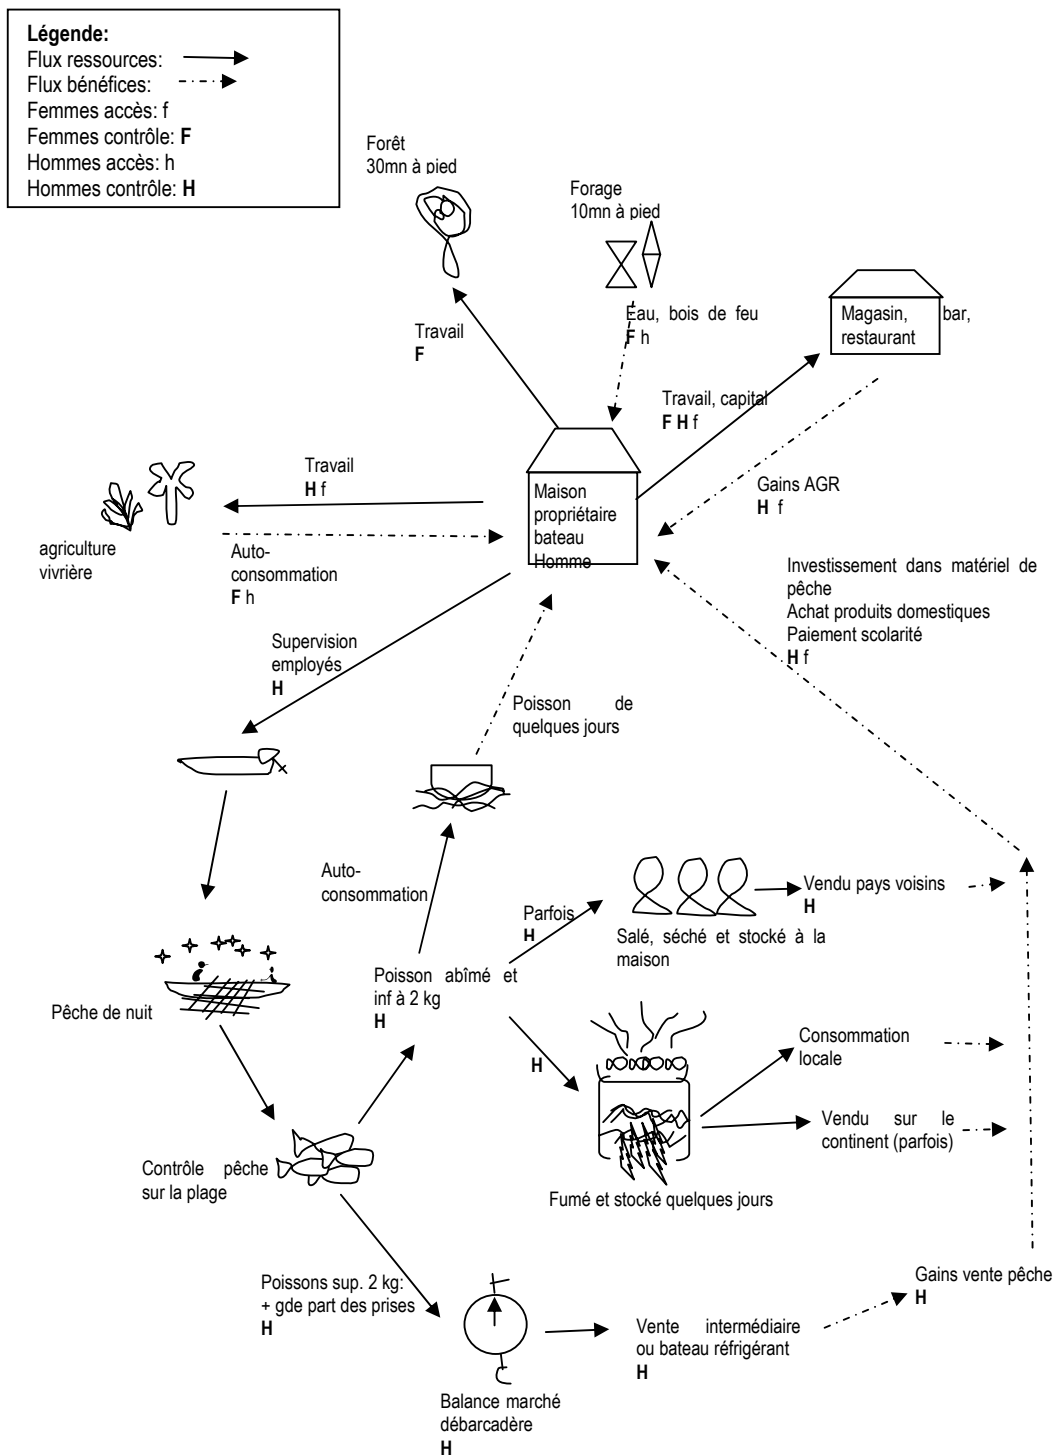 Légende:
Flux ressources:
Flux bénéfices:
Femmes accès: f
Femmes contrôle: F
Hommes accès: h
Hommes contrôle: H
Forêt
30mn à pied
Forage
10mn à pied
Eau, bois de feu
F h
Magasin, bar,
restaurant
Travail
F
Travail, capital
F H f
Gains AGR
H f
Travail
H f
Maison
propriétaire
bateau
Homme
agriculture
vivrière
Auto-
consommation
F h
Investissement dans matériel de
pêche
Achat produits domestiques
Paiement scolarité
H f
Supervision
employés
H
Poisson de
quelques jours
Auto-
consommation
Parfois
H
Vendu pays voisins
H
Salé, séché et stocké à la
maison
Poisson abîmé et
inf à 2 kg
H
Pêche de nuit
H
Consommation
locale
Vendu sur le
continent (parfois)
Contrôle pêche
sur la plage
Fumé et stocké quelques jours
Poissons sup. 2 kg:
+ gde part des prises
H
Gains vente pêche
H
Vente intermédiaire
ou bateau réfrigérant
H
Balance marché
débarcadère
H